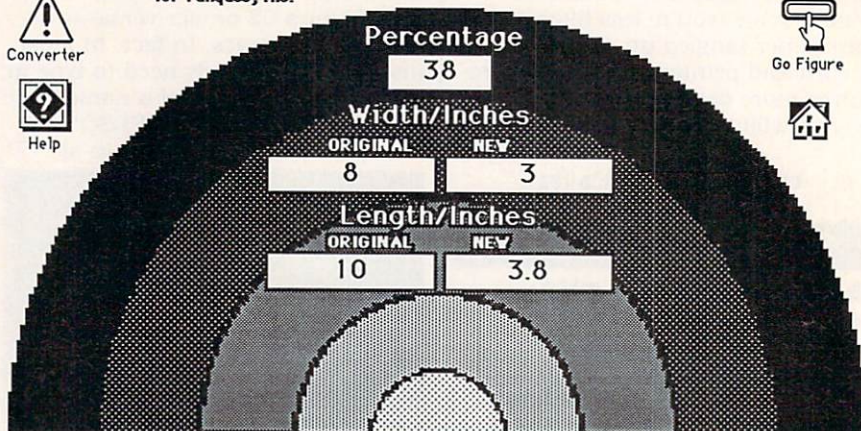 Percentage
38
Converter
Go Figure
Width/Inches
Help
ORIGINAL NEW
8 3
Length/Inches
ORIGINAL NEW
10 3.8